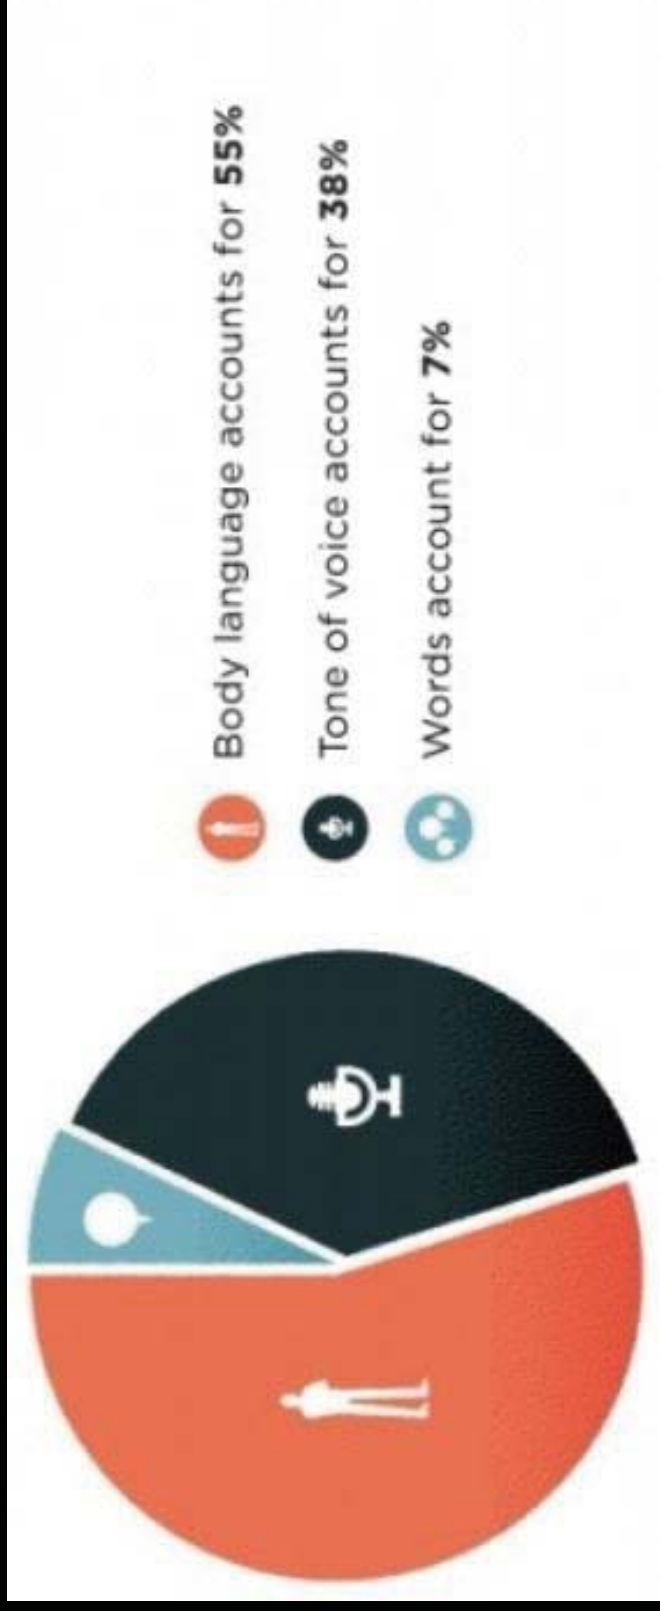 Body language accounts for 55%
Tone of voice accounts for 38%
Words account for 7%